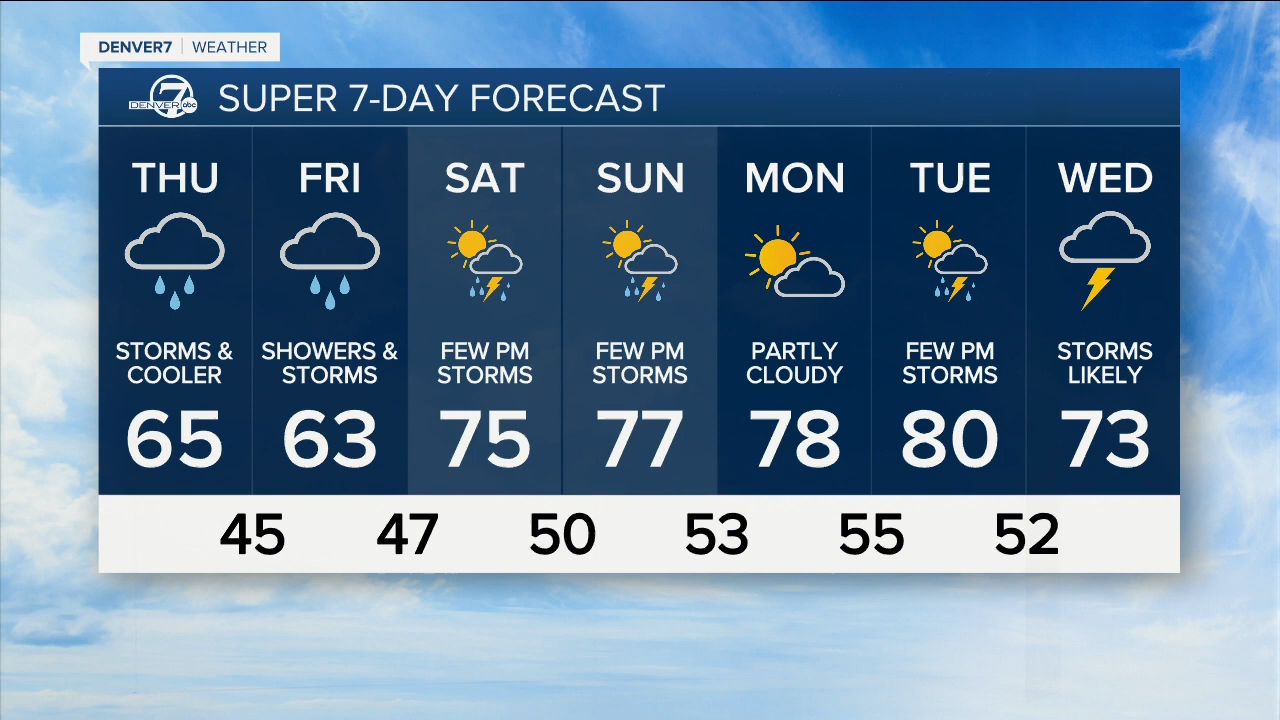 DENVER7 | WEATHER
7
DENVER abc
SUPER 7-DAY FORECAST
THU FRI SAT SUN MON TUE WED
STORMS & SHOWERS & FEW PM FEW PM PARTLY FEW PM STORMS
COOLER STORMS STORMS STORMS CLOUDY STORMS LIKELY
65 63 75 77 78 80 73
45 47 50 53 55 52